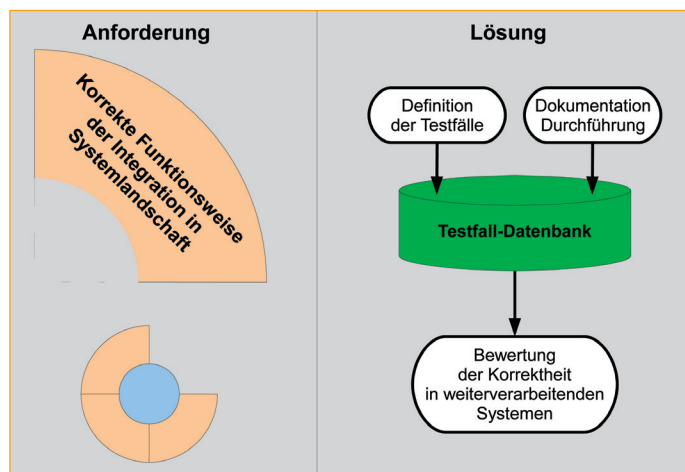 Anforderung
Korrekte Funktionsweise
der Integration in
Systemlandschaft
Lösung
Definition
der Testfälle
Dokumentation
Durchführung
Testfall-Datenbank
Bewertung
der Korrektheit
in weiterverarbeitenden
Systemen